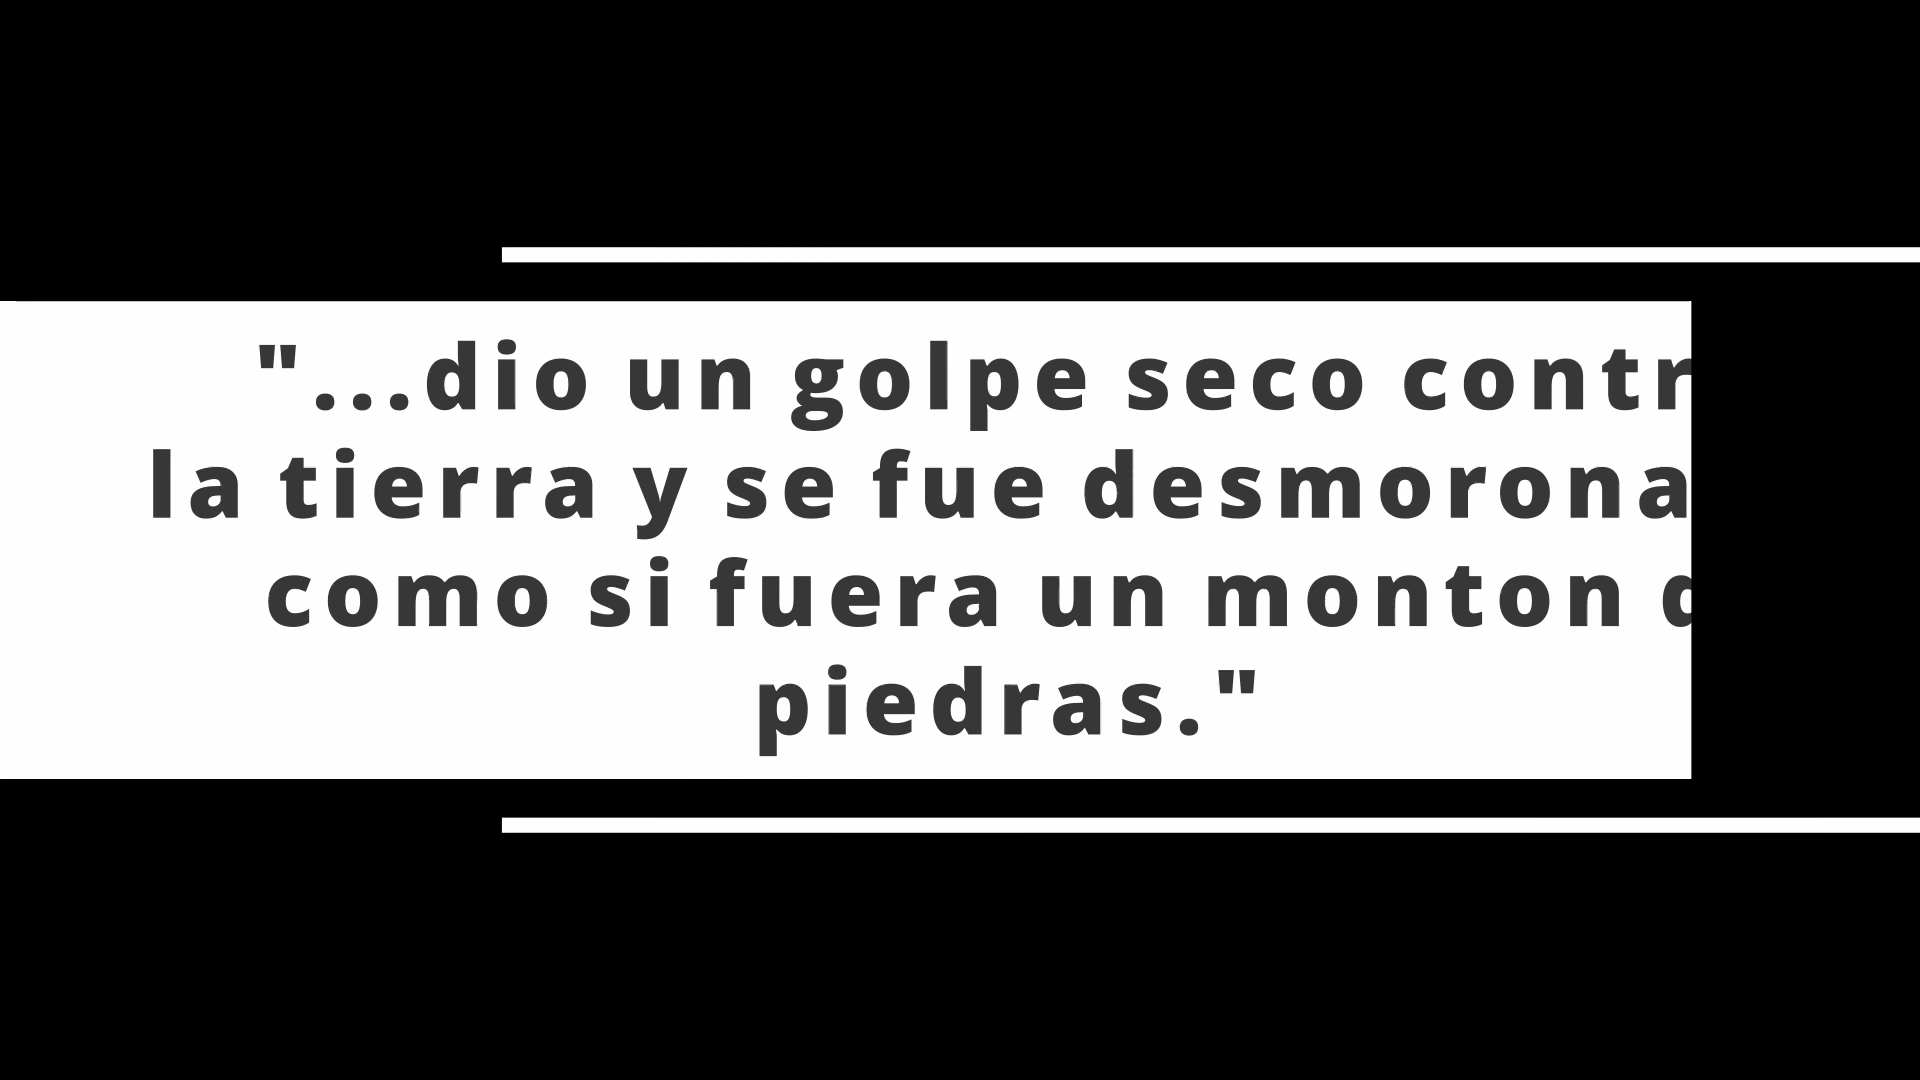 "...dio un golpe seco contr
la tierra y se fue desmorona
como si fuera un monton
piedras."